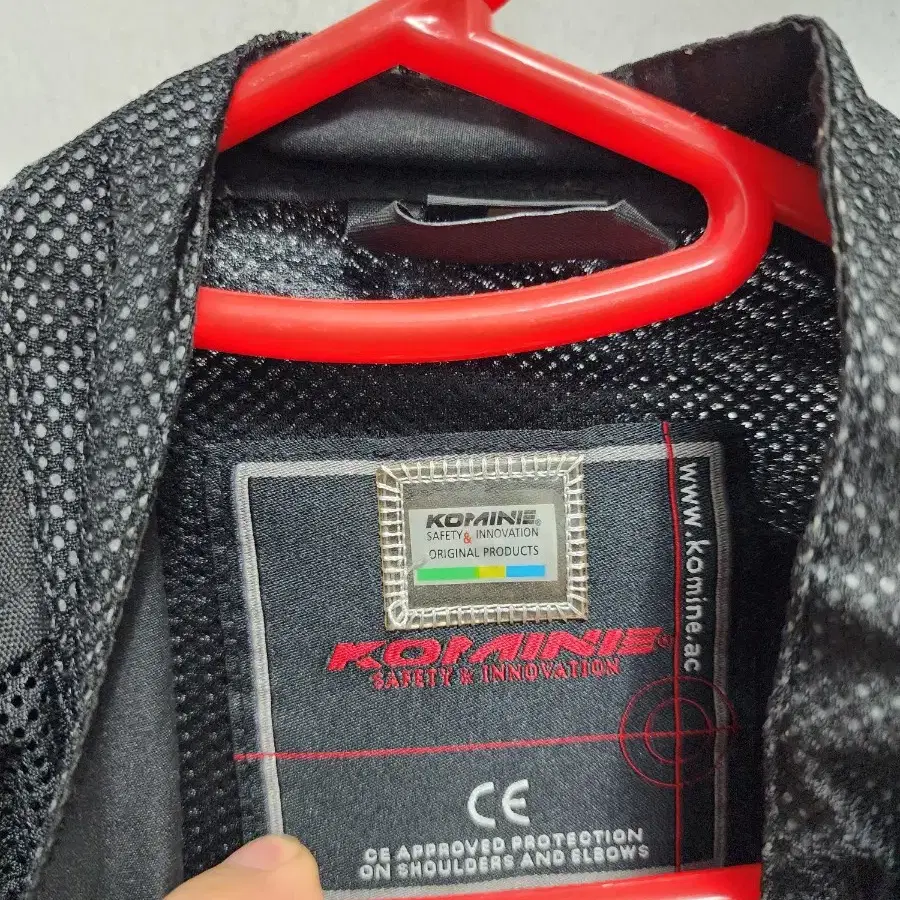 KOMINE®
SAFETY & INNOVATION
ORIGINAL PRODUCTS
KOMINE®
SAFETY & INNOVATION
www.komine.ac
CE
CE APPROVED PROTECTION
ON SHOULDERS AND ELBOWS